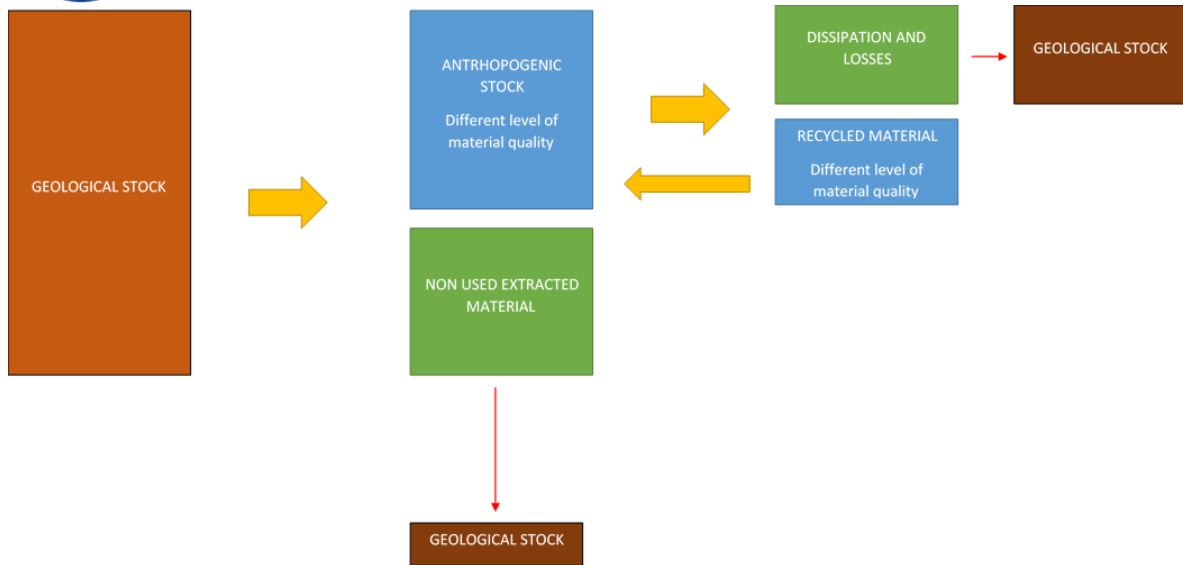 GEOLOGICAL STOCK
ANTRHOPOGENIC
STOCK
Different level of
material quality
NON USED EXTRACTED
MATERIAL
GEOLOGICAL STOCK
DISSIPATION AND
LOSSES
RECYCLED MATERIAL
Different level of
material quality
GEOLOGICAL STOCK